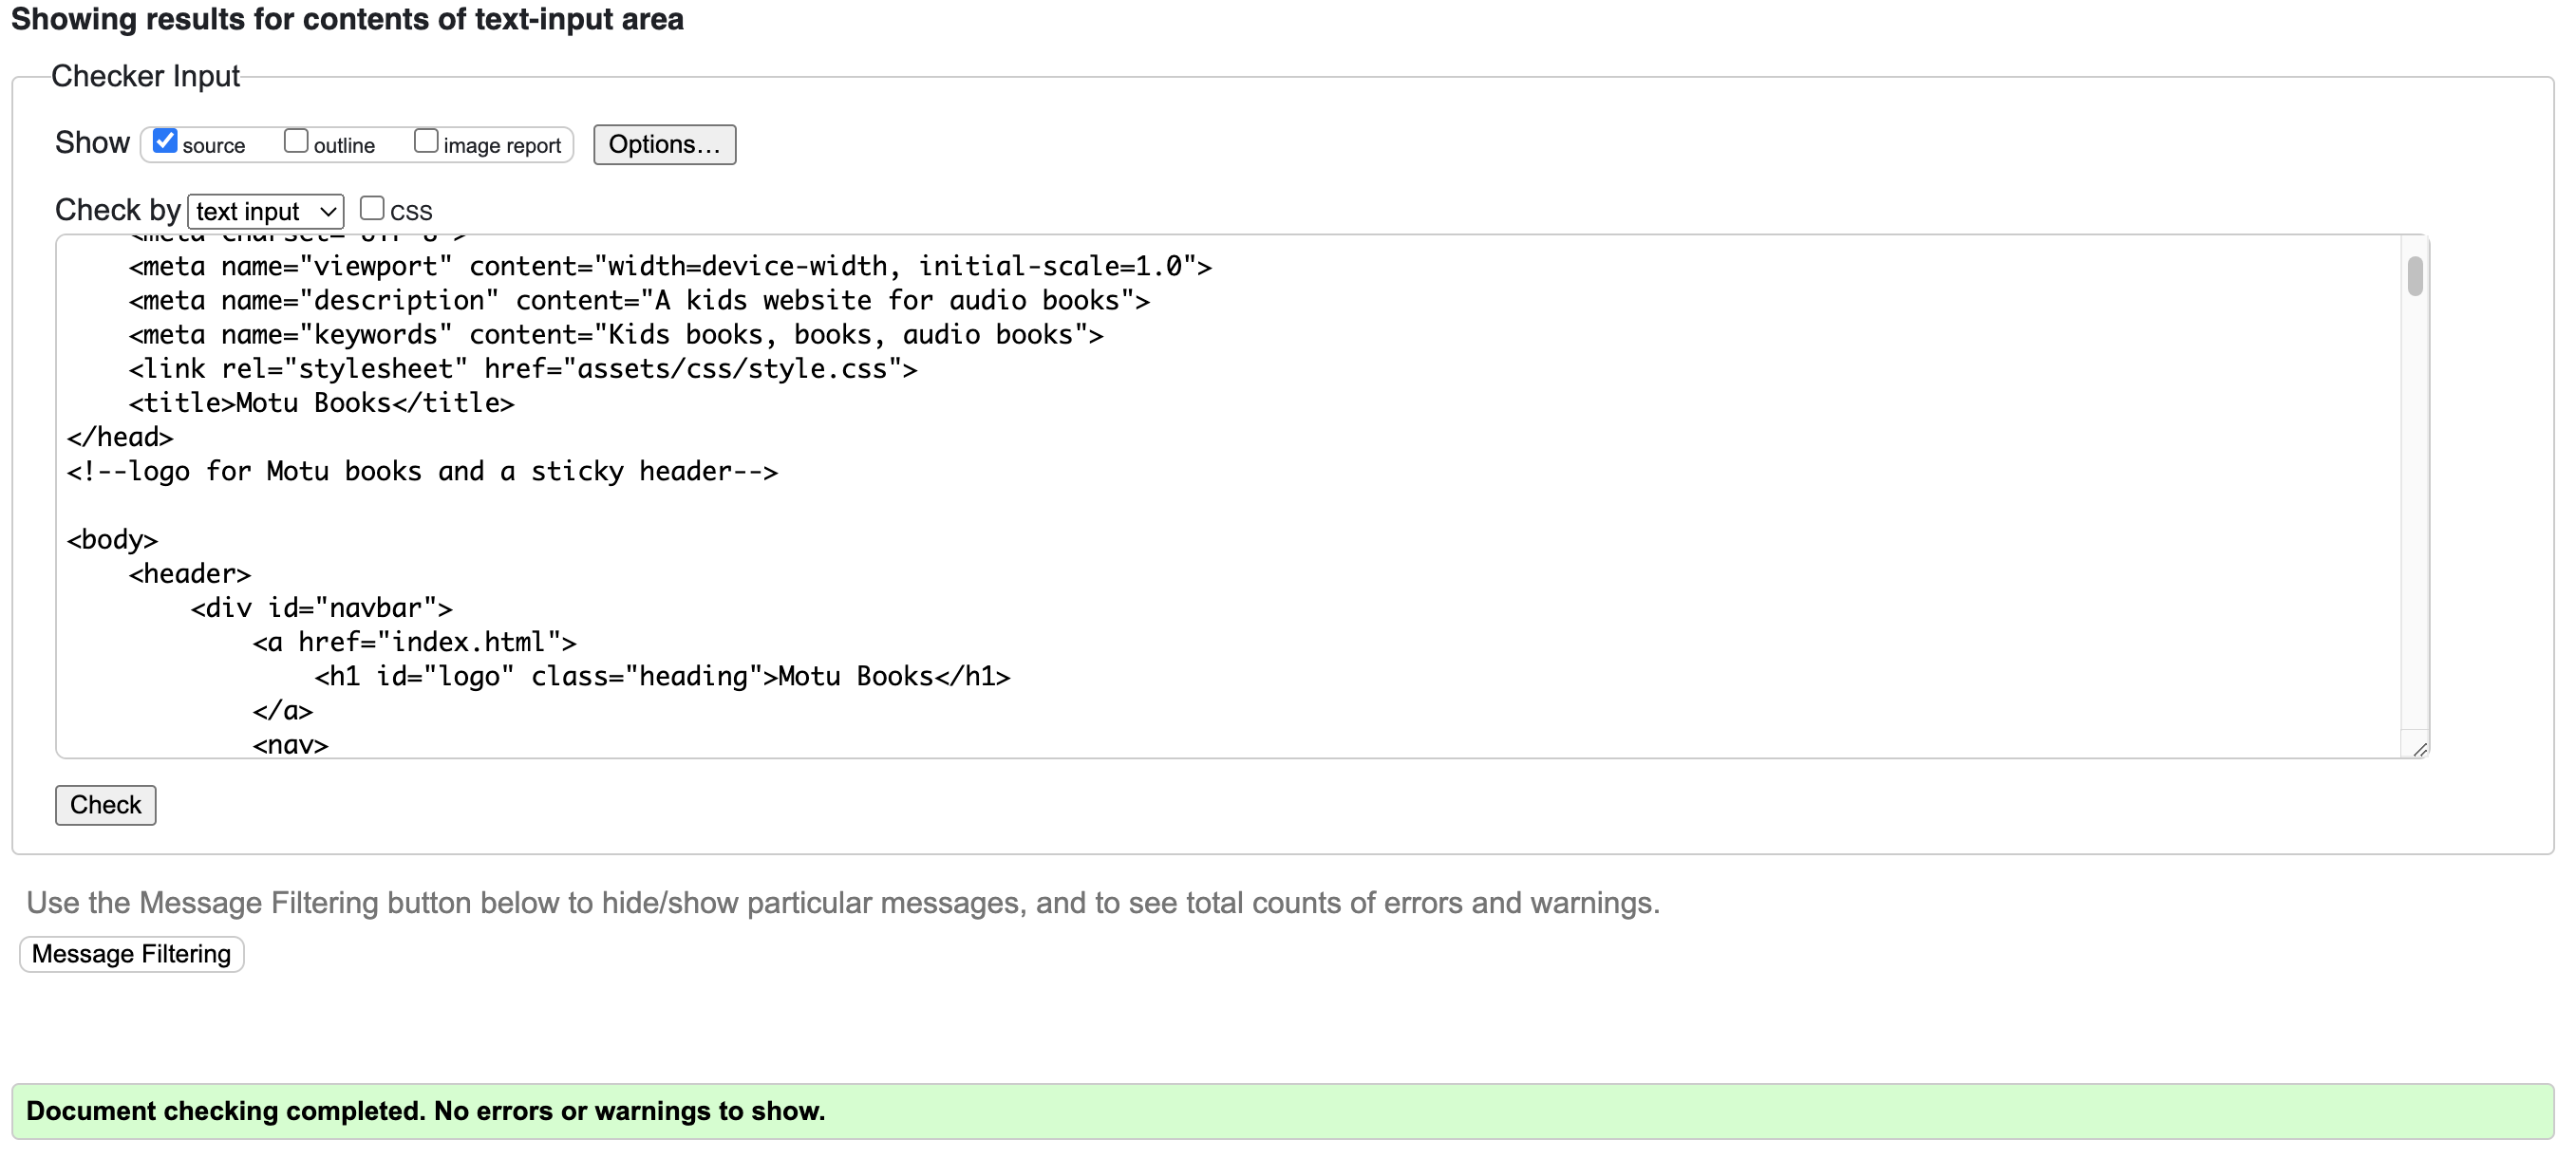 Showing results for contents of text-input area
Checker Input
Show source outline image report Options...
Check by text input CSS
<meta charset="utf-8">
<meta name="viewport" content="width=device-width, initial-scale=1.0">
<meta name="description" content="A kids website for audio books">
<meta name="keywords" content="Kids books, books, audio books">
<link rel="stylesheet" href="assets/css/style.css">
<title>Motu Books</title>
</head>
<!--logo for Motu books and a sticky header-->
<body>
<header>
<div id="navbar">
<a href="index.html">
<h1 id="logo" class="heading">Motu Books</h1>
</a>
<nav>
Check
Use the Message Filtering button below to hide/show particular messages, and to see total counts of errors and warnings.
Message Filtering
Document checking completed. No errors or warnings to show.